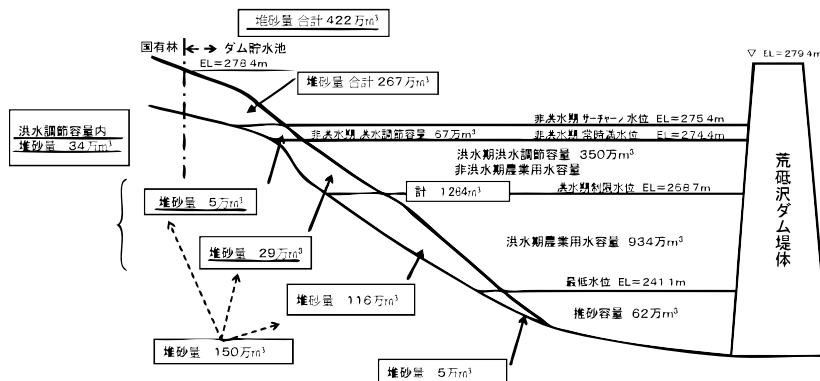 堆砂量 合計 422万m³
国有林
ダム貯水池
EL=278.4m
▽ EL=279.4m
堆砂量 合計 267万m³
非洪水期 サーチャージ水位 EL=275.4m
非洪水期 洪水調節容量 67万m³
非洪水期 常時満水位 EL=274.4m
洪水調節容量内
堆砂量 34万m³
洪水期洪水調節容量 350万m³
非洪水期農業用水容量
計 1284m³
洪水期制限水位 EL=268.7m
堆砂量 5万m³
荒砥沢ダム堤体
堆砂量 29万m³
洪水期農業用水容量 934万m³
最低水位 EL=241.1m
堆砂量 116万m³
堆砂容量 62万m³
堆砂量 150万m³
堆砂量 5万m³